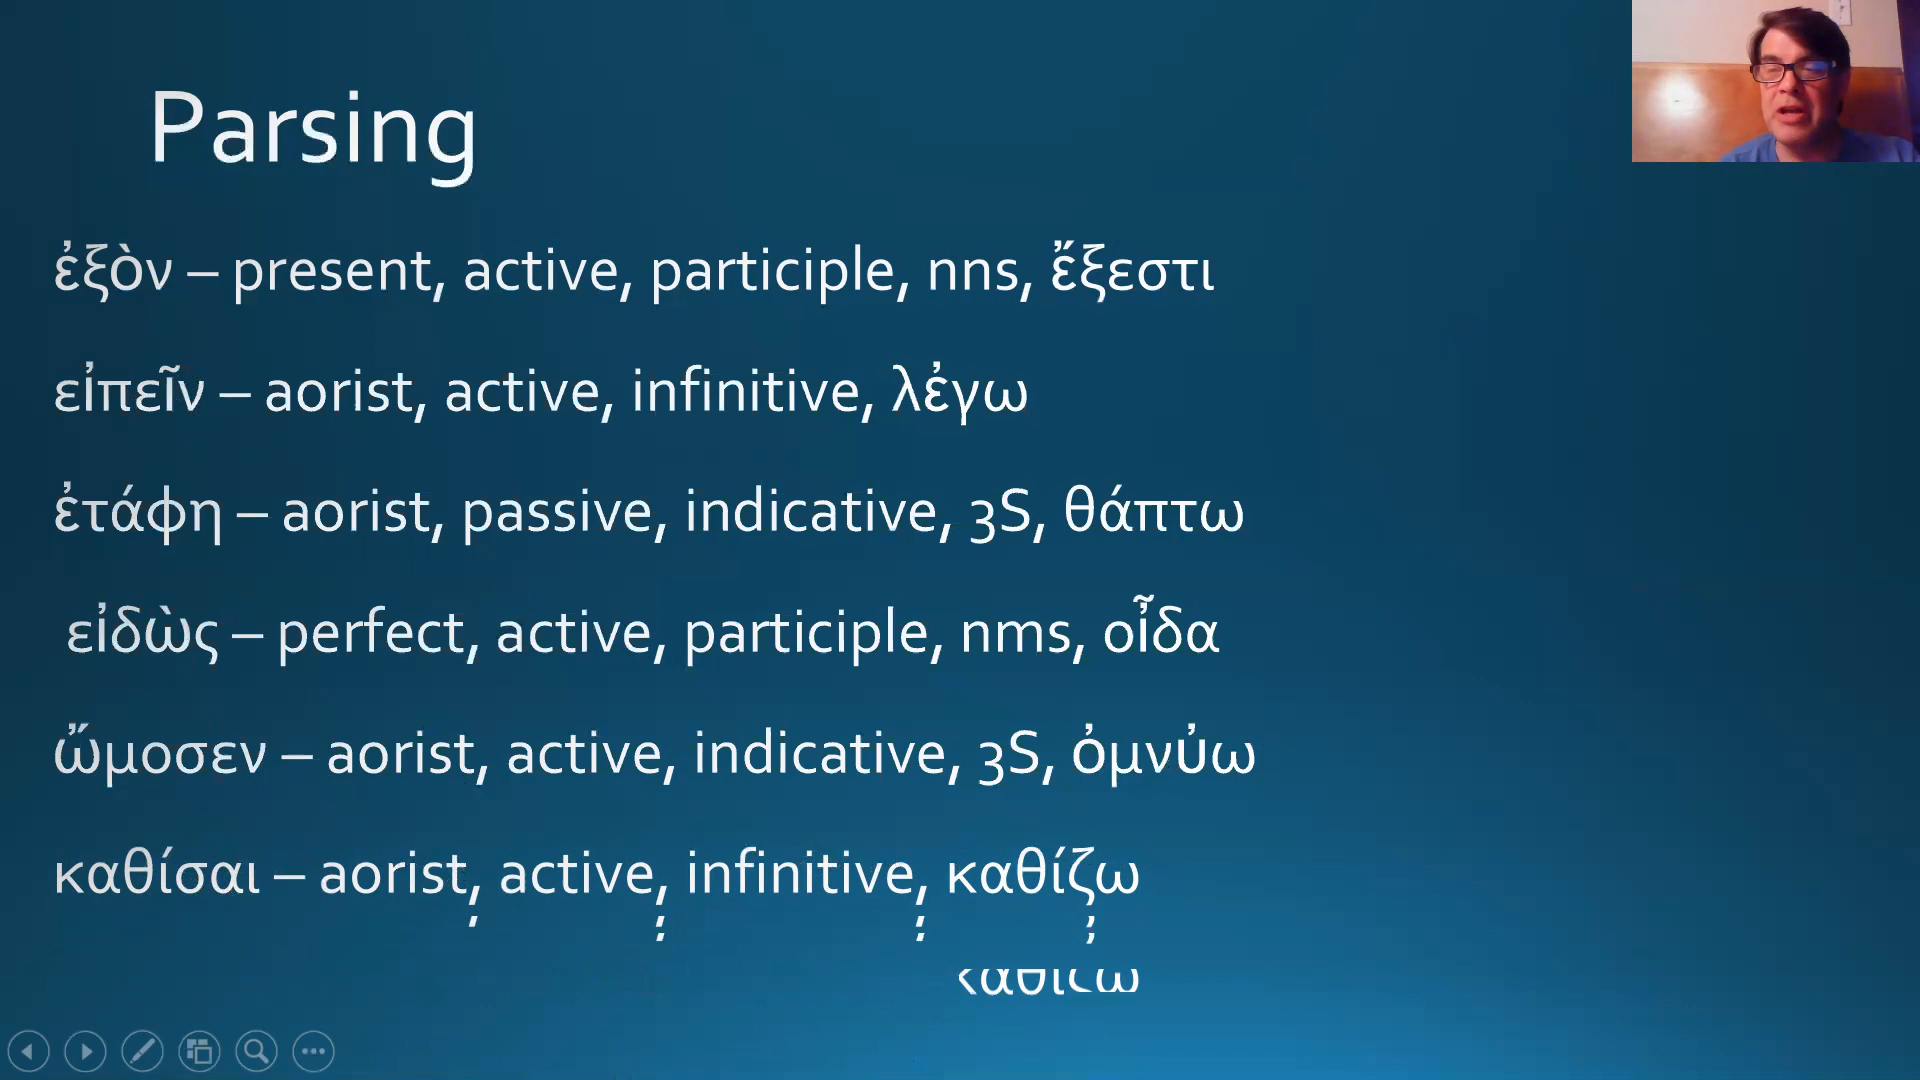 Parsing
ἐξὸν – present, active, participle, nns, ἔξεστι
εἰπεῖν – aorist, active, infinitive, λἐγω
ἐτάφη – aorist, passive, indicative, 3S, θάπτω
εἰδὼς – perfect, active, participle, nms, οἶδα
ὤμοσεν – aorist, active, indicative, 3S, ὀμνὐω
καθίσαι – aorist, active, infinitive, καθίζω